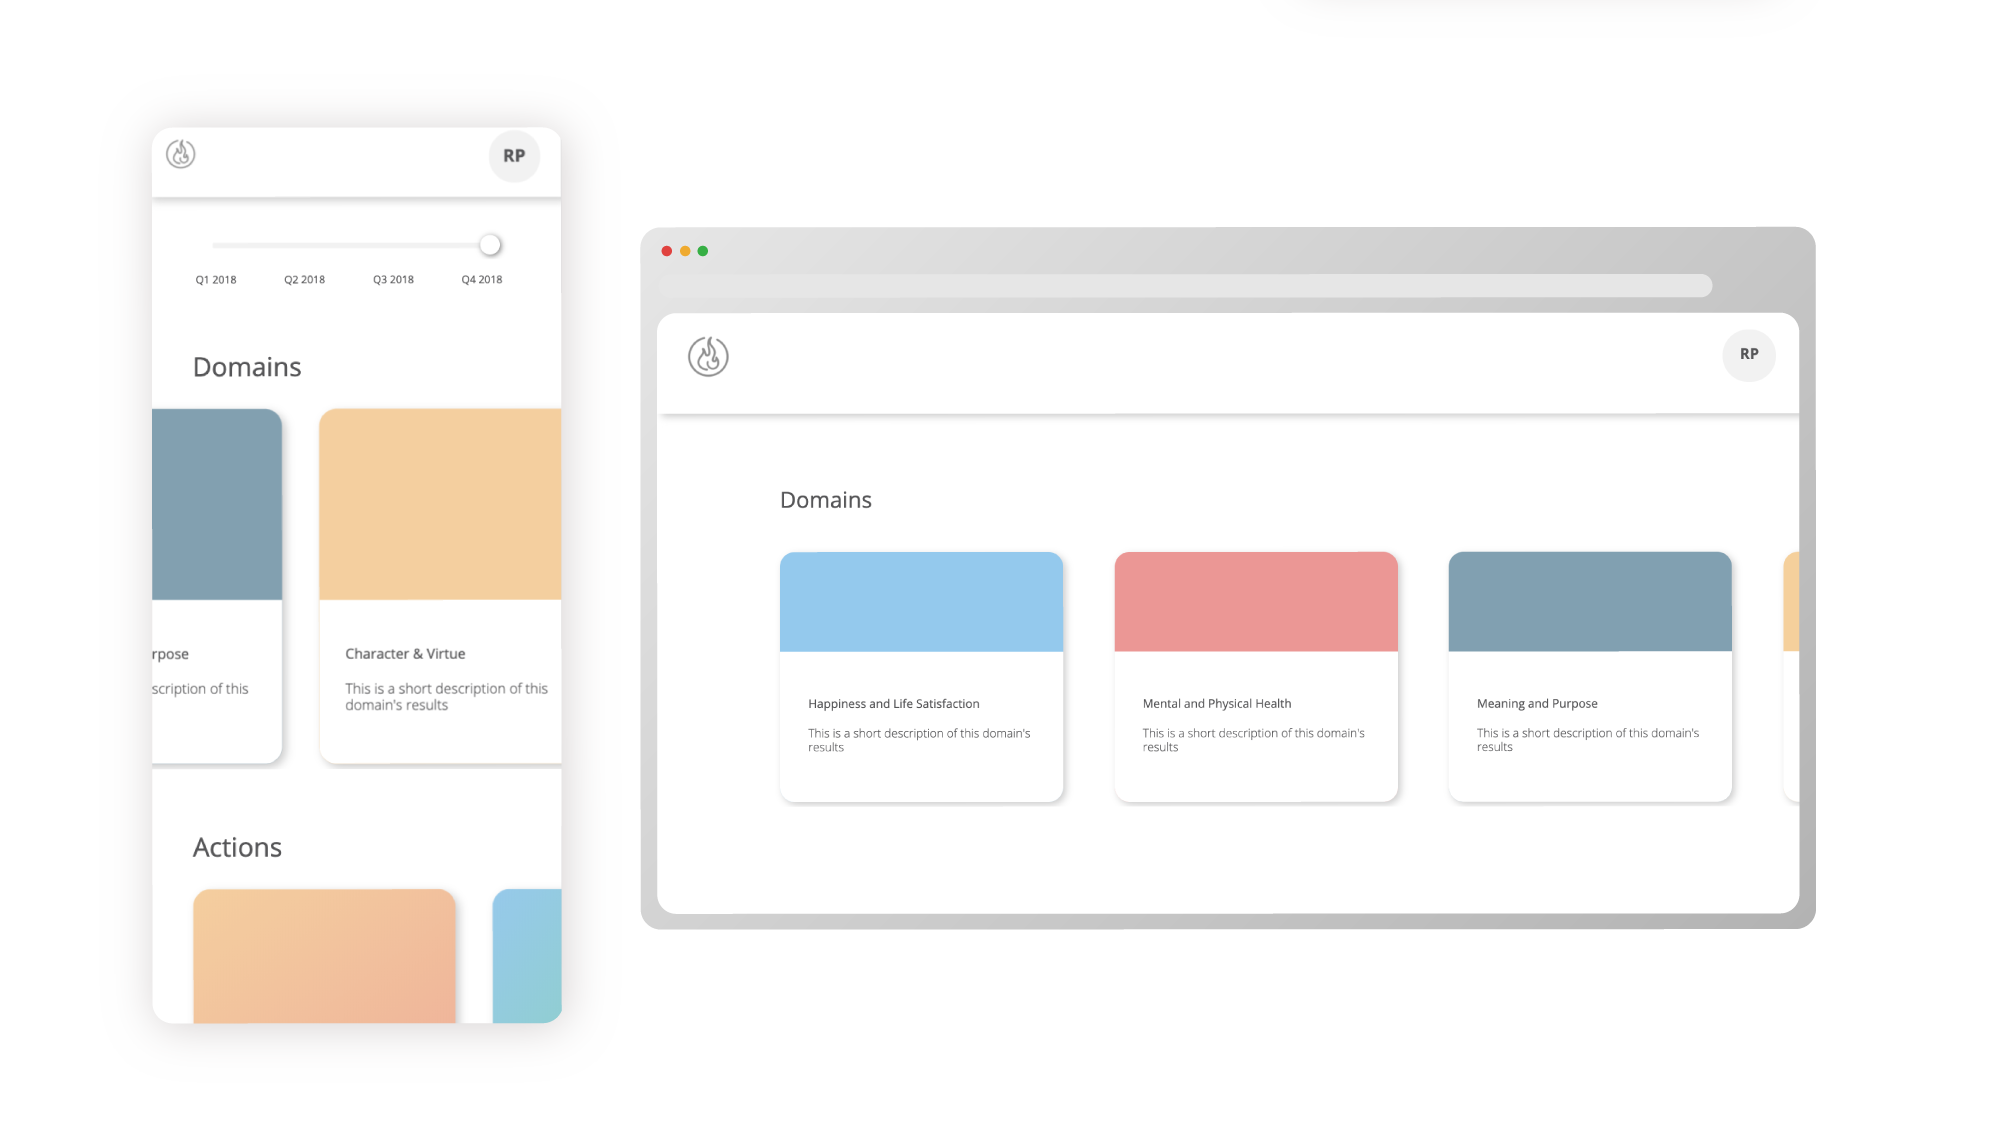 RP
Q1 2018 Q2 2018 Q3 2018 Q4 2018
Domains
rpose
scription of this
Character & Virtue
This is a short description of this
domain's results
Actions
RP
Domains
Happiness and Life Satisfaction
This is a short description of this domain's
results
Mental and Physical Health
This is a short description of this domain's
results
Meaning and Purpose
This is a short description of this domain's
results